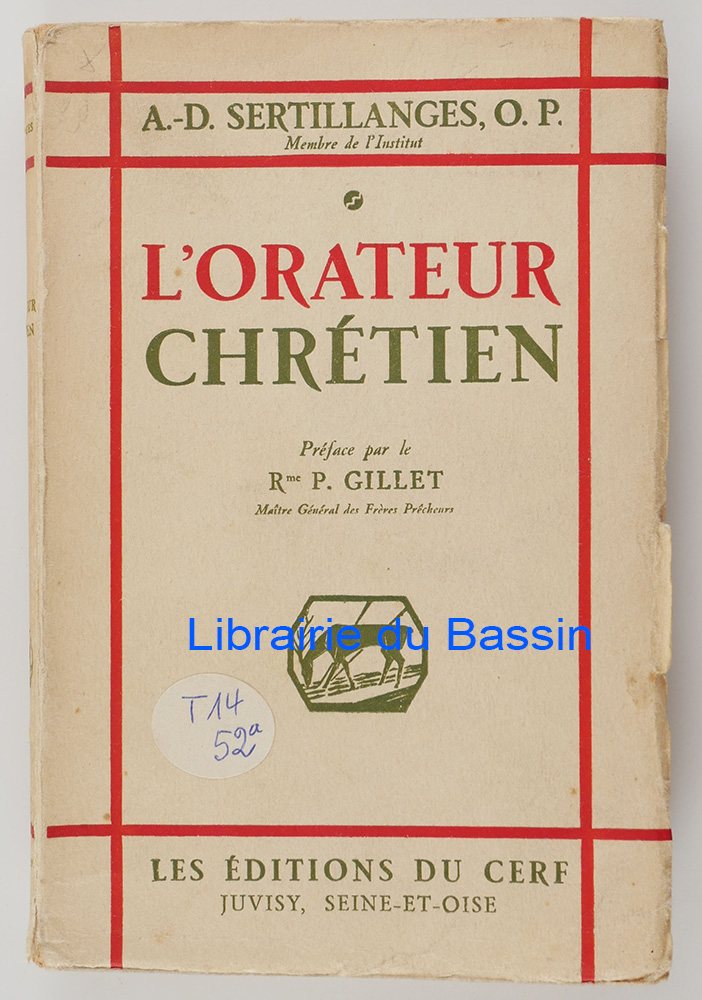 A.-D. SERTILLANGES, O. P.
Membre de l'Institut
L'ORATEUR
CHRÉTIEN
Préface par le
Rme P. GILLET
Maître Général des Frères Prêcheurs
Librairie du Bassin
T14
52a
LES ÉDITIONS DU CERF
JUVISY, SEINE-ET-OISE